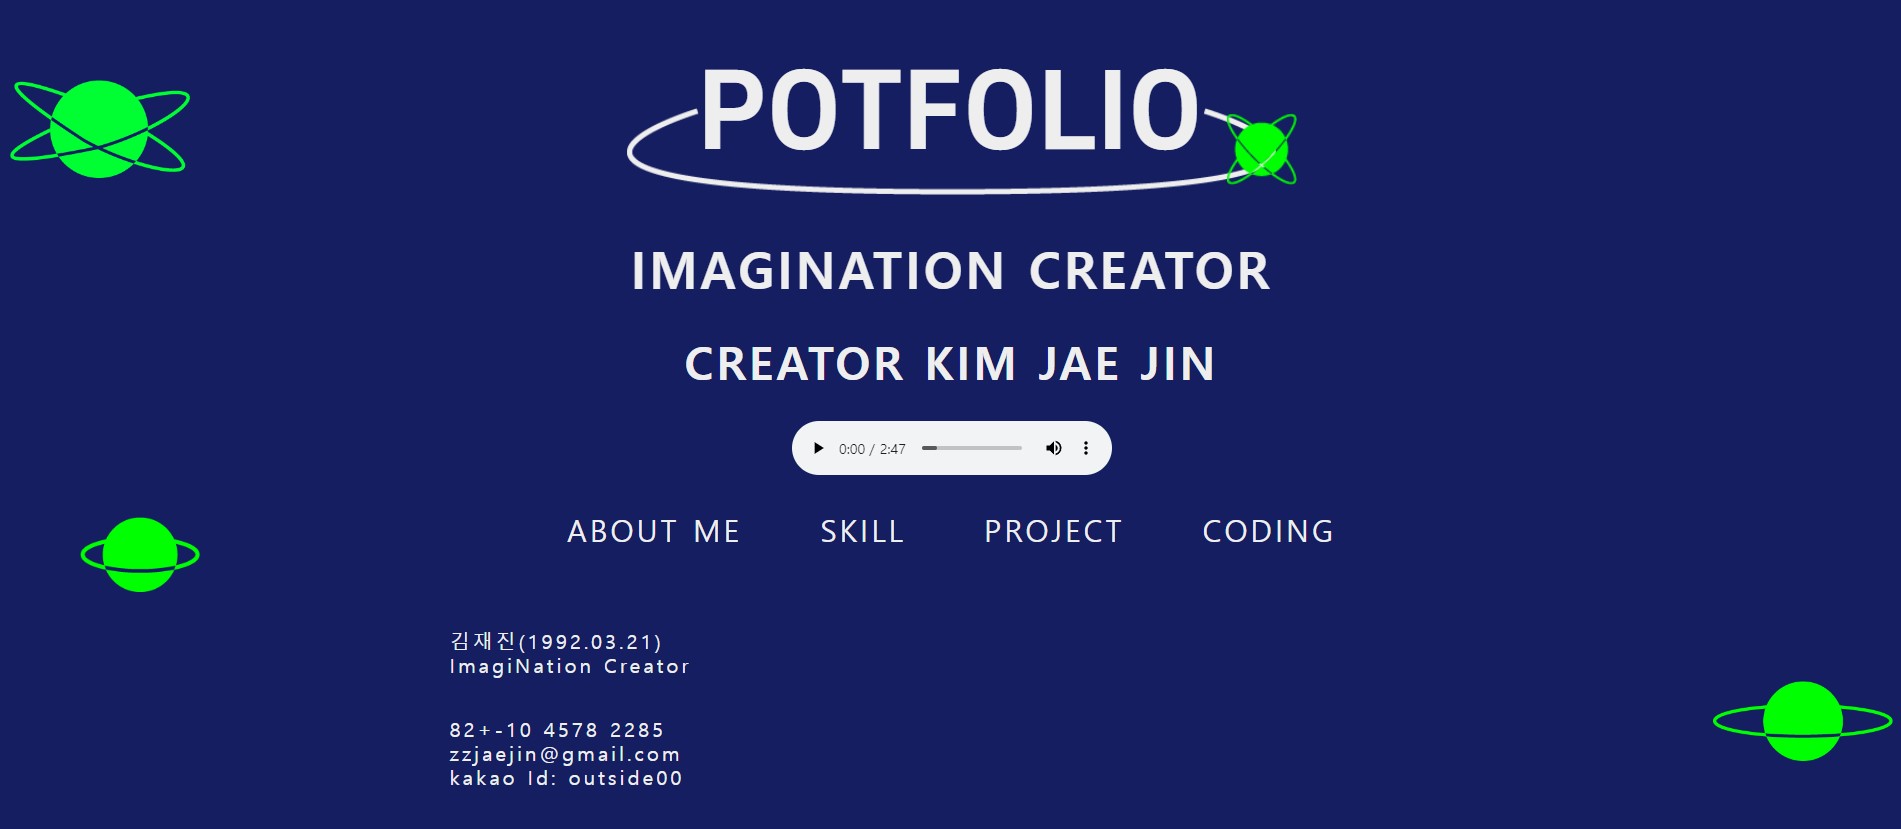 POTFOLIO
IMAGINATION CREATOR
CREATOR KIM JAE JIN
0:00 / 2:47
ABOUT ME SKILL PROJECT CODING
김재진(1992.03.21)
ImagiNation Creator
82+-10 4578 2285
zzjaejin@gmail.com
kakao Id: outside00